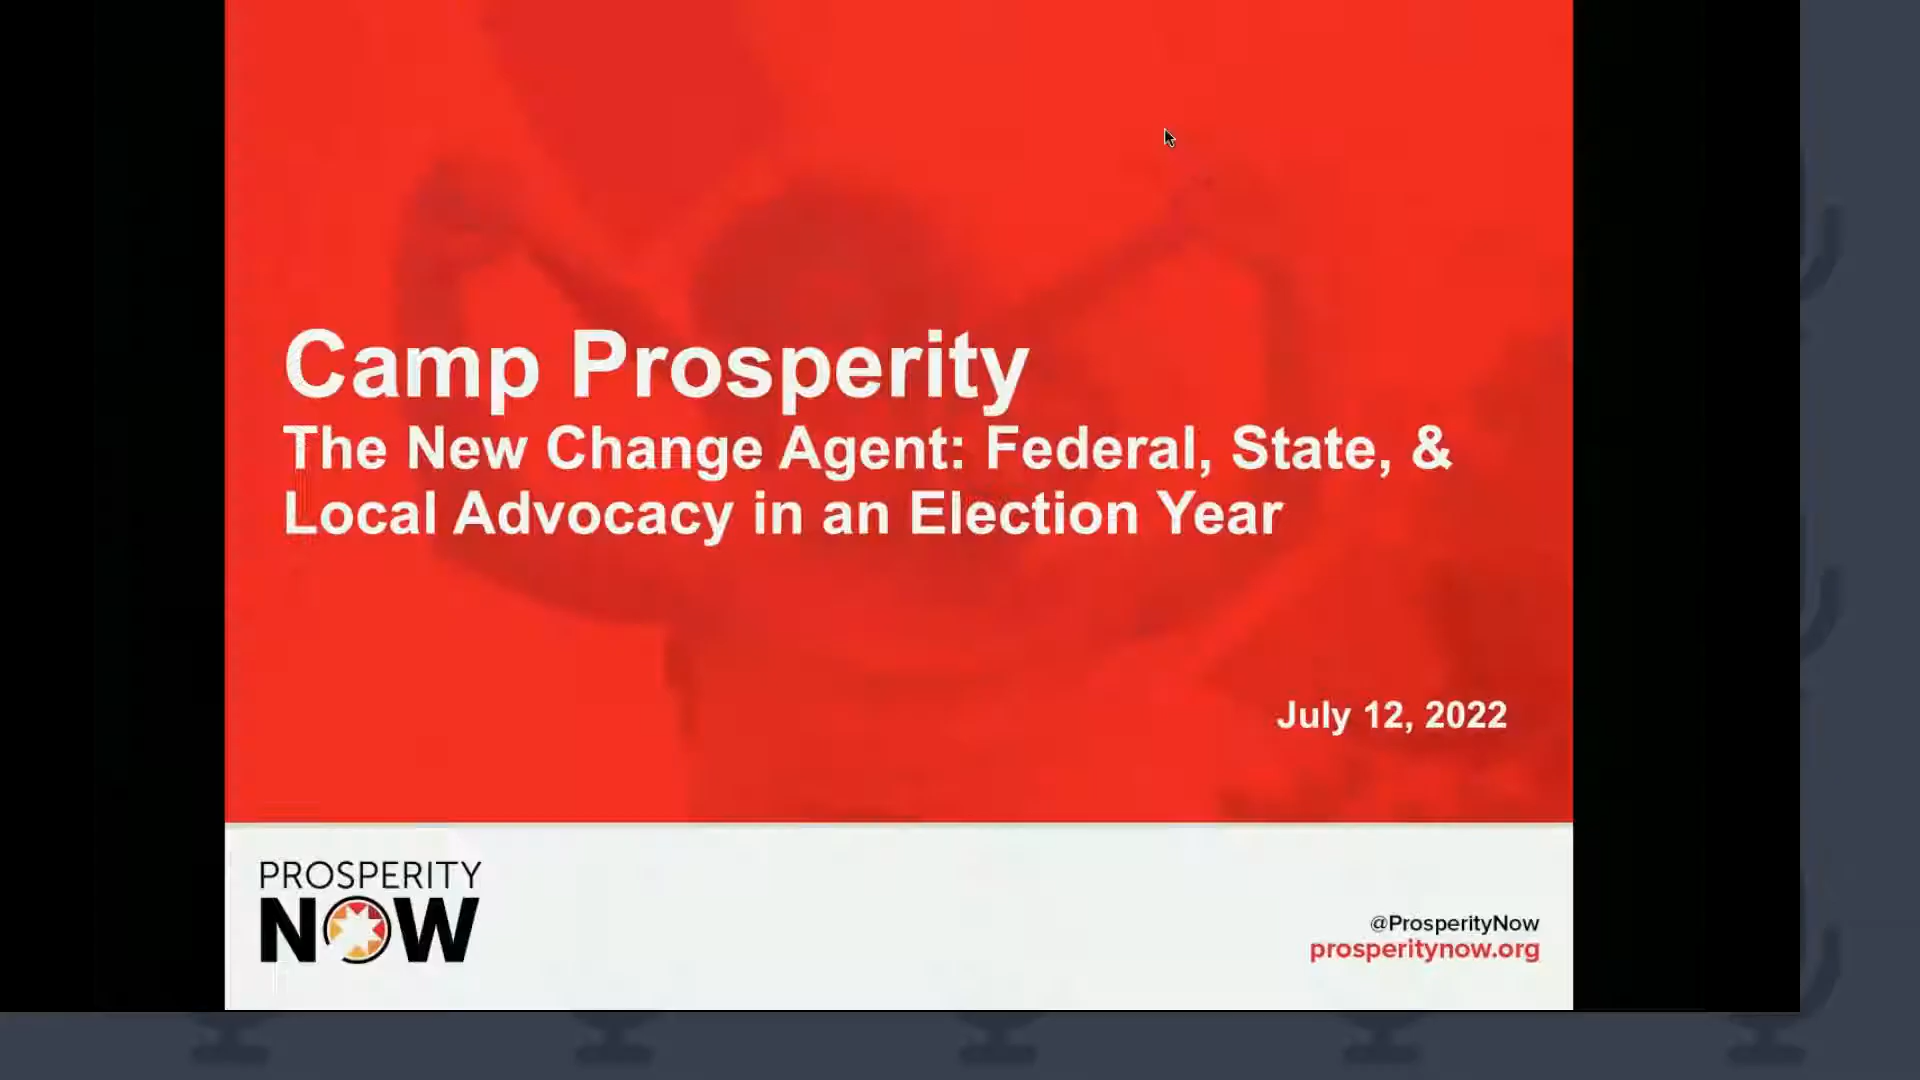 Camp Prosperity
The New Change Agent: Federal, State, &
Local Advocacy in an Election Year
July 12, 2022
PROSPERITY
NOW
@ProsperityNow
prosperitynow.org